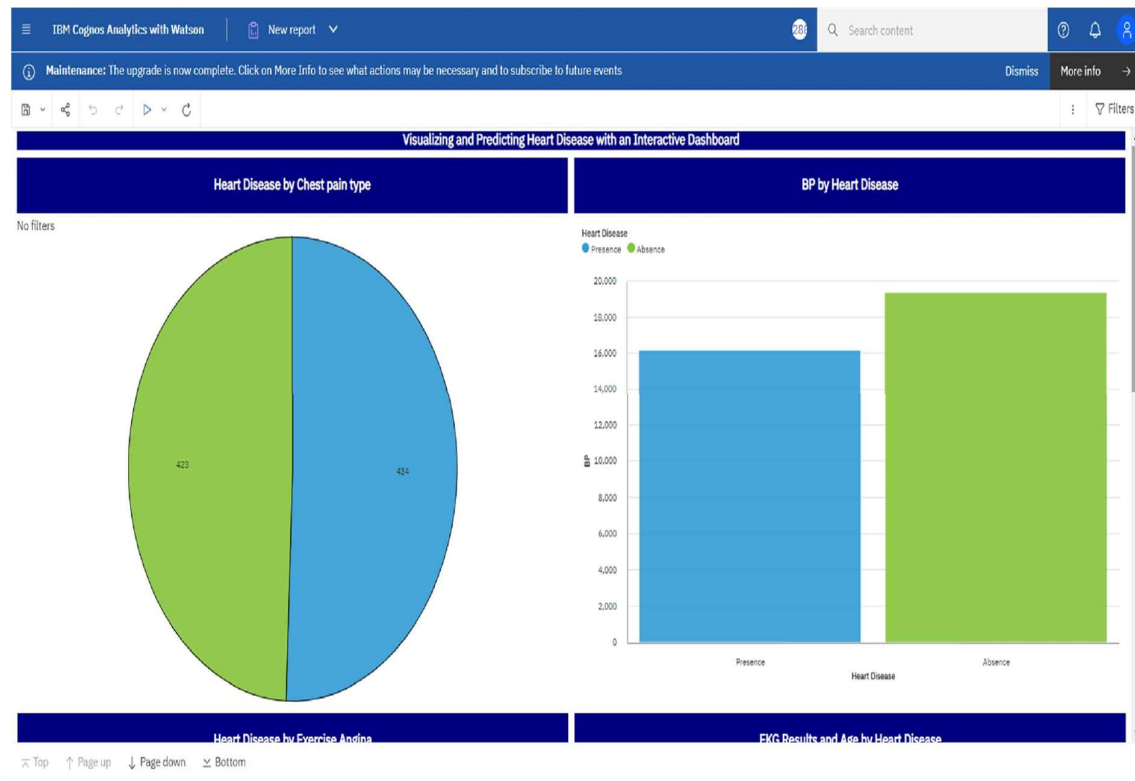 IBM Cognos Analytics with Watson
New report
288
Search content
Maintenance: The upgrade is now complete. Click on More Info to see what actions may be necessary and to subscribe to future events
Dismiss
More info
Filters
Visualizing and Predicting Heart Disease with an Interactive Dashboard
Heart Disease by Chest pain type
No filters
423
434
BP by Heart Disease
Heart Disease
Presence
Absence
20,000
18,000
16,000
14,000
12,000
10,000
8,000
6,000
4,000
2,000
0
BP
Presence
Absence
Heart Disease
Heart Disease by Exercise Angina
EKG Results and Age by Heart Disease
Top
Page up
Page down
Bottom